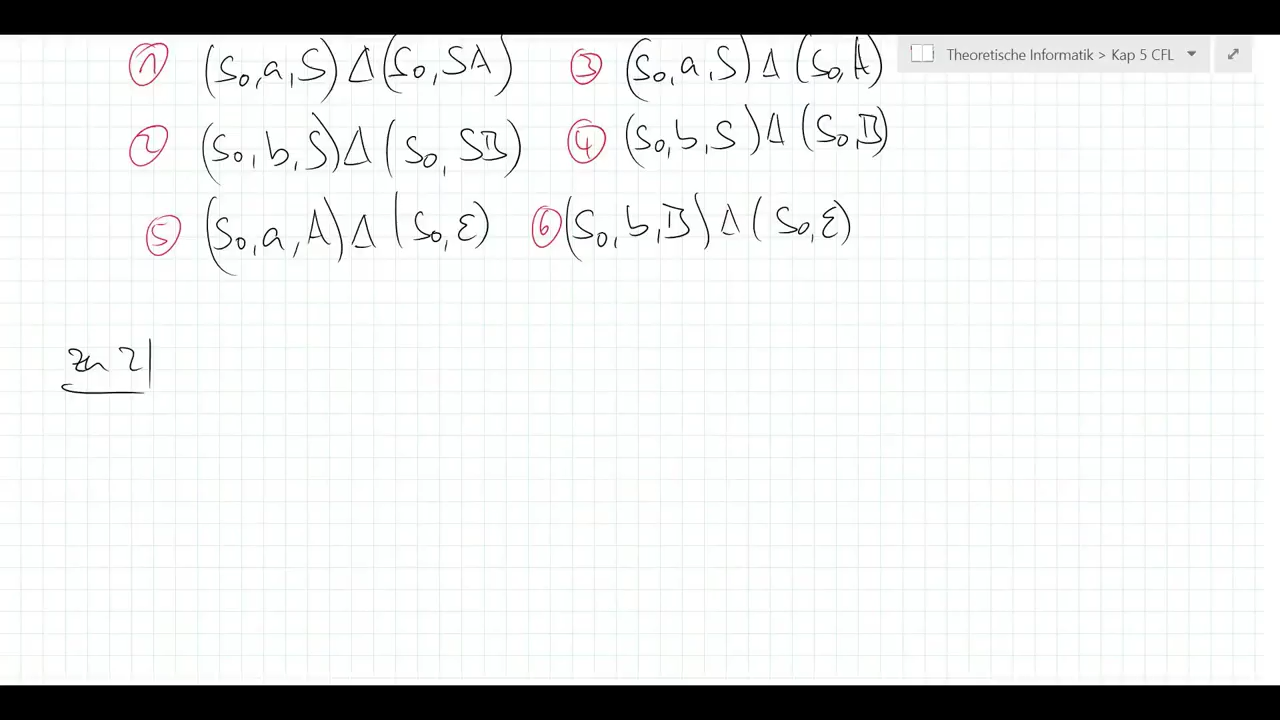 Theoretische Informatik > Kap 5 CFL
① (s₀, a, S) Δ (s₀, SA) ③ (s₀, a, S) Δ (s₀, A)
② (s₀, b, S) Δ (s₀, SB) ④ (s₀, b, S) Δ (s₀, B)
⑤ (s₀, a, A) Δ (s₀, ε) ⑥ (s₀, b, B) Δ (s₀, ε)
zu 2|